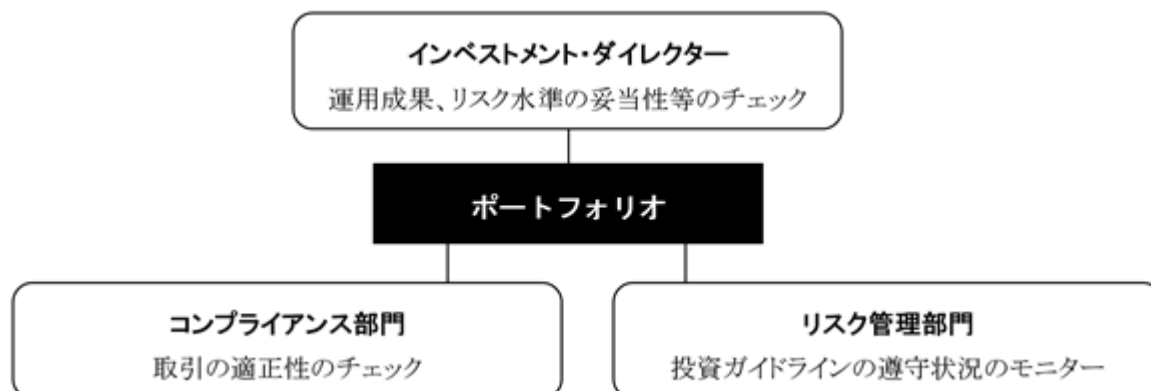 インベストメント・ダイレクター
運用成果、リスク水準の妥当性等のチェック
ポートフォリオ
コンプライアンス部門
取引の適正性のチェック
リスク管理部門
投資ガイドラインの遵守状況のモニター